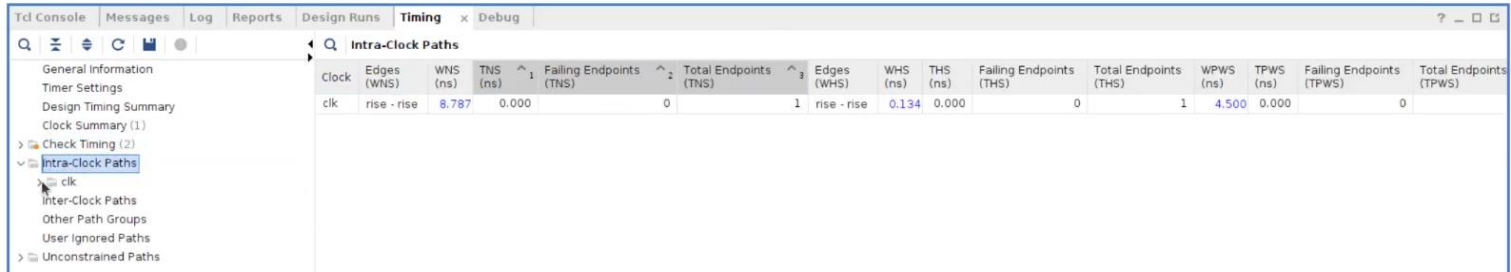 Tcl Console Messages Log Reports Design Runs Timing × Debug ? _ □
Intra-Clock Paths
General Information
Timer Settings
Design Timing Summary
Clock Summary (1)
Check Timing (2)
Intra-Clock Paths
clk
Inter-Clock Paths
Other Path Groups
User Ignored Paths
Unconstrained Paths
Clock Edges (WNS) WNS (ns) TNS (ns) ^ 1 Failing Endpoints (TNS) ^ 2 Total Endpoints (TNS) ^ 3 Edges (WHS) WHS (ns) THS (ns) Failing Endpoints (THS) Total Endpoints (THS) WPWS (ns) TPWS (ns) Failing Endpoints (TPWS) Total Endpoints (TPWS)
clk rise - rise 8.787 0.000 0 1 rise - rise 0.134 0.000 0 1 4.500 0.000 0